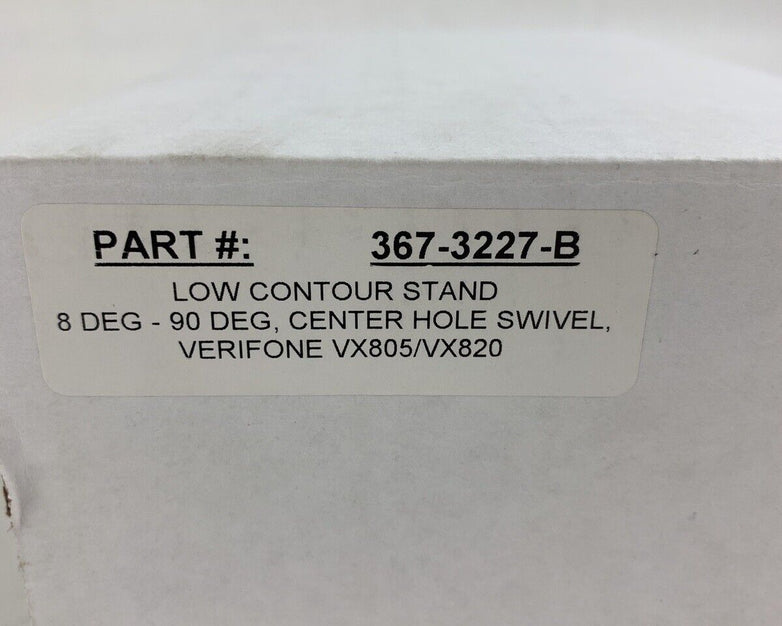 PART #: 367-3227-B
LOW CONTOUR STAND
8 DEG - 90 DEG, CENTER HOLE SWIVEL,
VERIFONE VX805/VX820